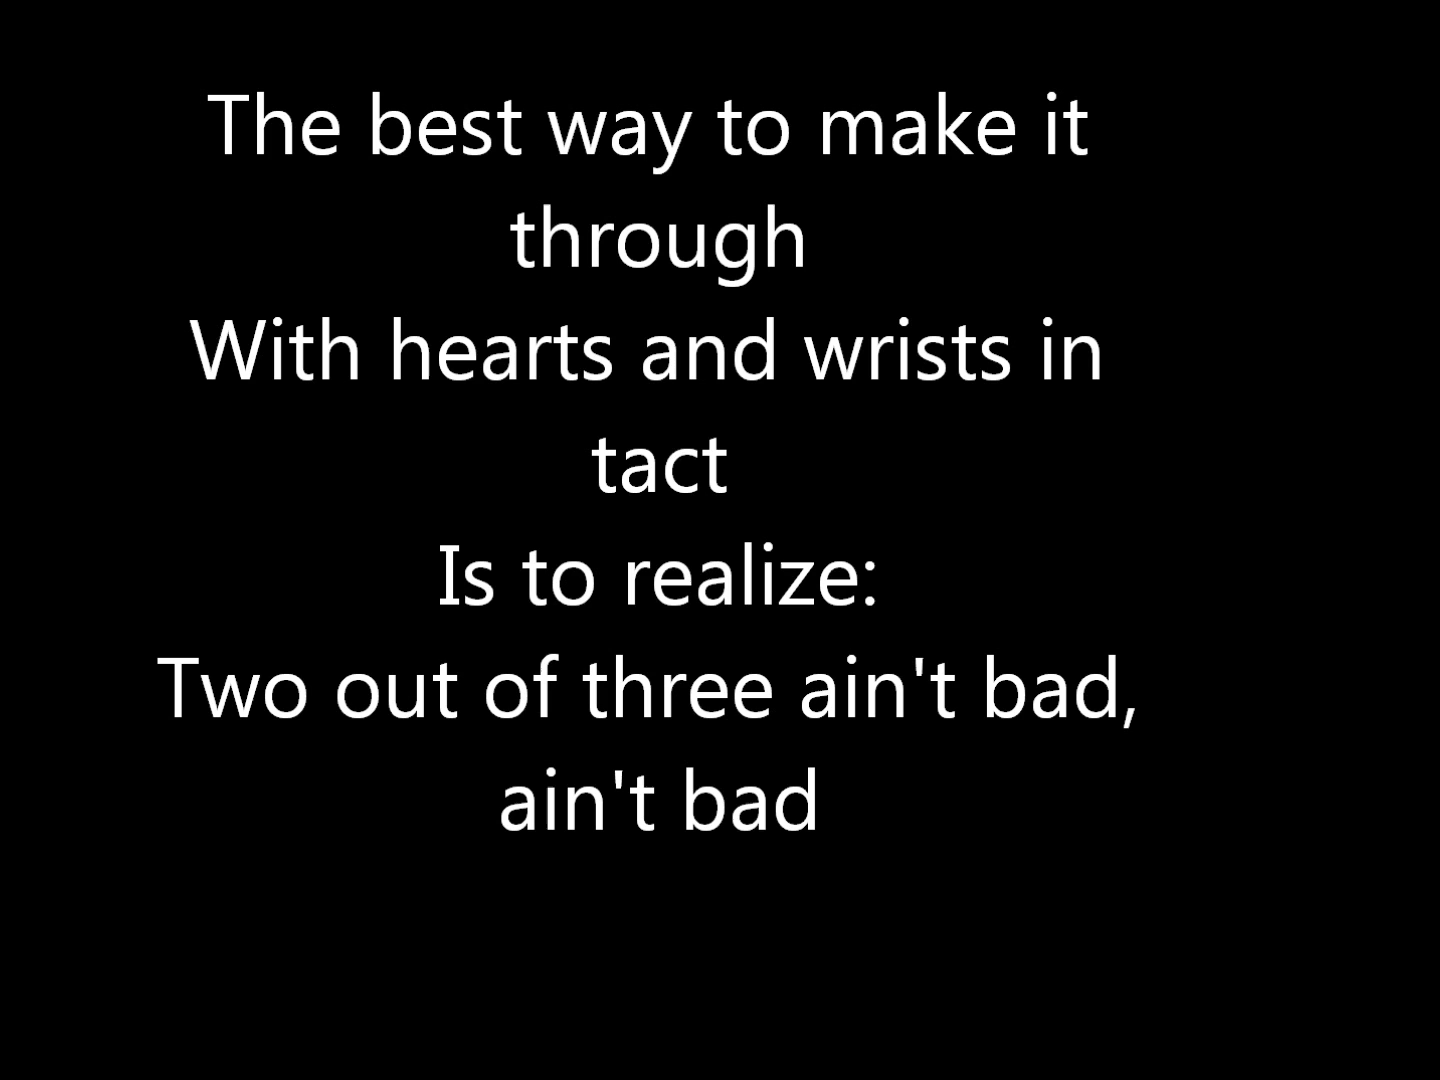 The best way to make it
through
With hearts and wrists in
tact
Is to realize:
Two out of three ain't bad,
ain't bad